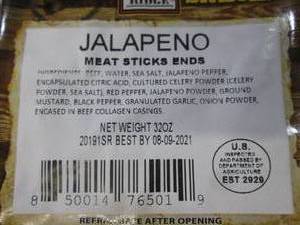 RIDGE
JALAPENO
MEAT STICKS ENDS
INGREDIENTS: BEEF, WATER, SEA SALT, JALAPENO PEPPER,
ENCAPSULATED CITRIC ACID, CULTURED CELERY POWDER (CELERY
POWDER, SEA SALT), RED PEPPER, JALAPENO POWDER, GROUND
MUSTARD, BLACK PEPPER, GRANULATED GARLIC, ONION POWDER,
ENCASED IN BEEF COLLAGEN CASINGS.
NET WEIGHT 32OZ
20191SR BEST BY 08-09-2021
U.S.
INSPECTED
AND PASSED BY
DEPARTMENT OF
AGRICULTURE
EST 2929
8 50014 76501 9
REFRIGERATE AFTER OPENING